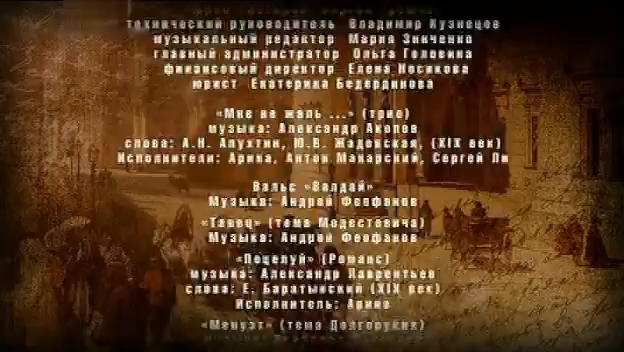 технический руководитель Владимир Кузнецов
музыкальный редактор Мария Зинченко
главный администратор Ольга Головина
финансовый директор Елена Носикова
юрист Екатерина Бедердинова
«Мне не жаль ...» (трио)
музыка: Александр Акопов
слова: А.Н. Апухтин, Ю.В. Жадовская, (XIX век)
Исполнители: Арина, Антон Макарский, Сергей Ли
Вальс «Валдай»
Музыка: Андрей Феофанов
«Танец» (тема Модестовича)
Музыка: Андрей Феофанов
«Поцелуй» (Романс)
музыка: Александр Лаврентьев
слова: Е. Баратынский (XIX век)
Исполнитель: Арина
«Менуэт» (тема Долгоруких)